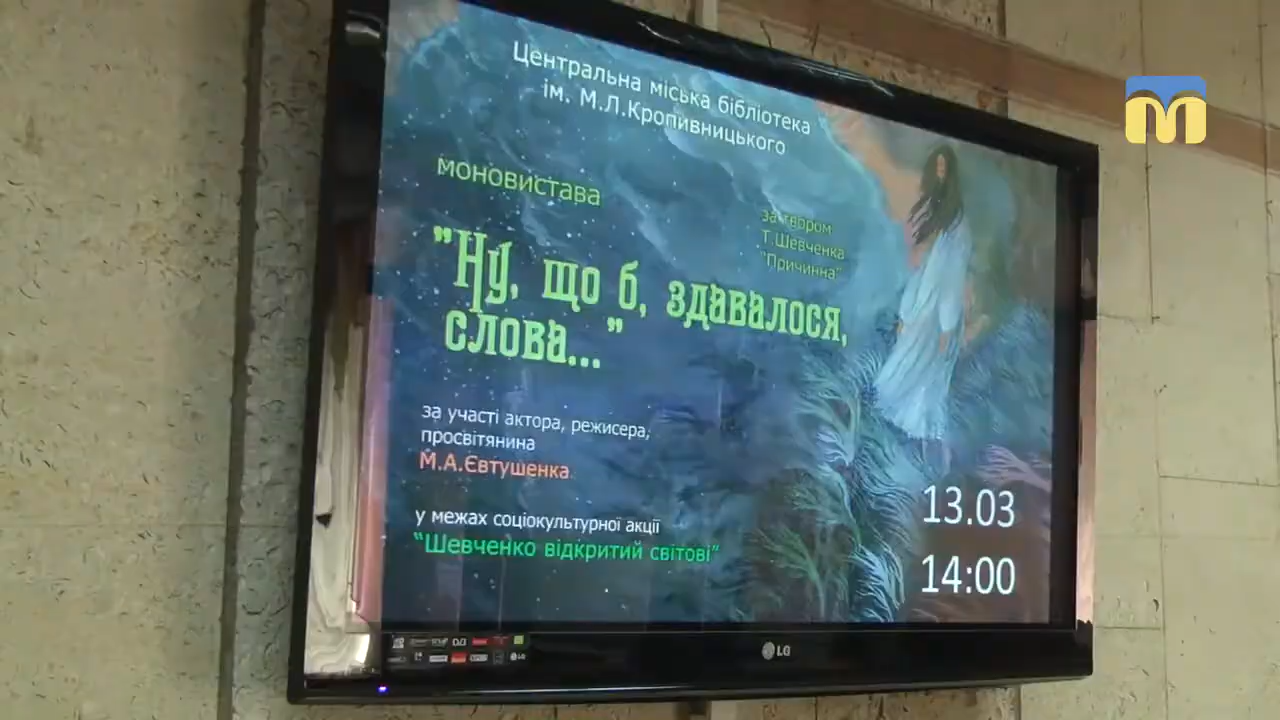 Центральна міська бібліотека
ім. М.Л.Кропивницького
моновистава
за твором
Т.Шевченка
"Причинна"
"Ну, що б, здавалося,
слова..."
за участі актора, режисера,
просвітянина
М.А.Євтушенка
у межах соціокультурної акції
"Шевченко відкритий світові"
13.03
14:00
LG